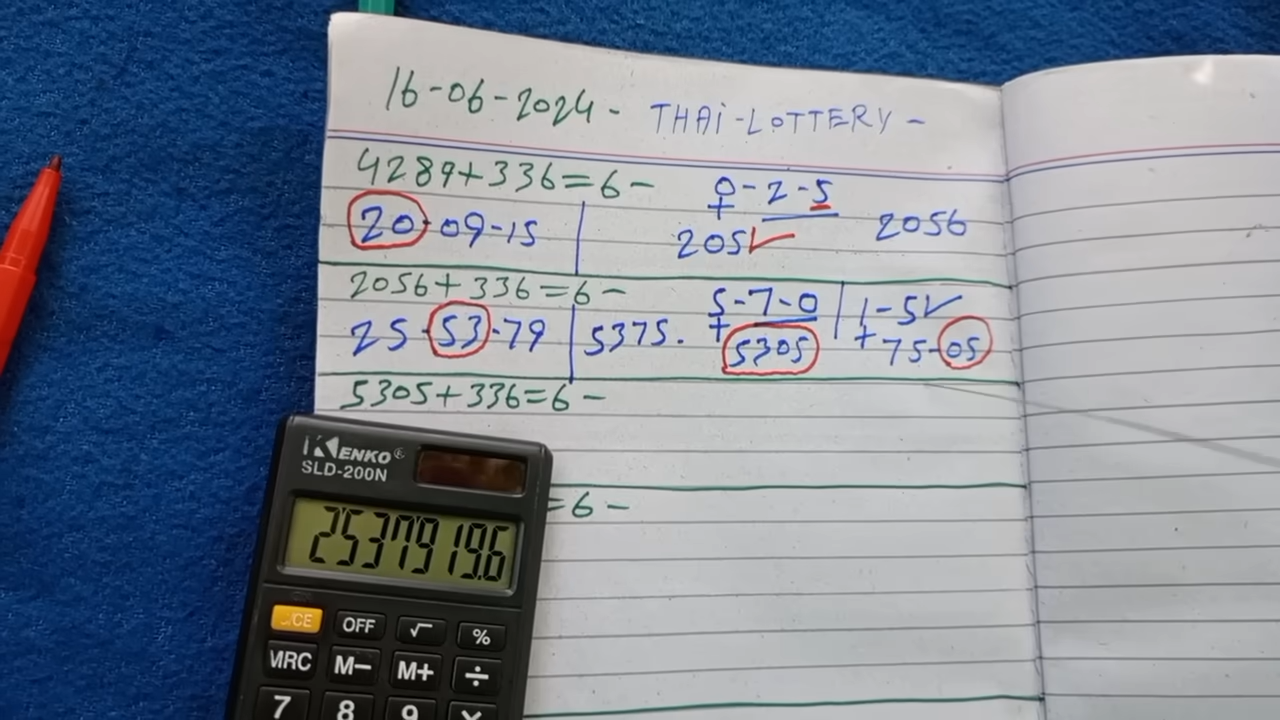 16-06-2024- THAi-LOTTERY-
4289+336=6- 0-2-5
20-09-15 + 205 2056
2056+336=6- 5-7-0 1-5
25-53-79 5375. + 5305 + 75-05
5305+336=6-
=6-
KENKO
SLD-200N
2537919.6
CE OFF √ %
MRC M− M+ ÷
7 8 9 ×